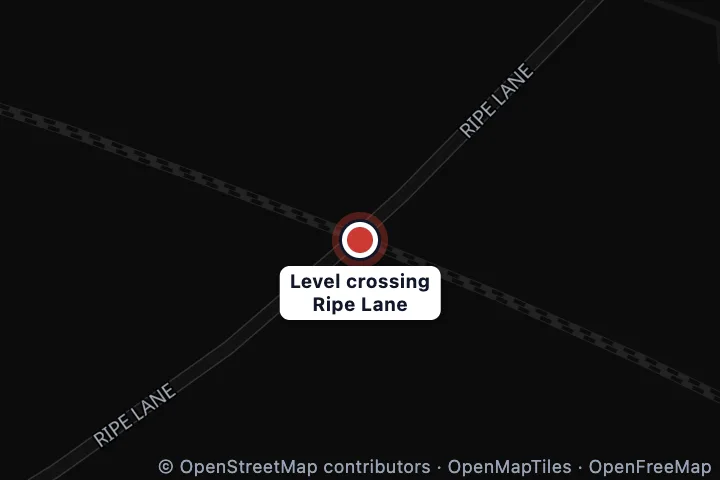 RIPE LANE
Level crossing
Ripe Lane
RIPE LANE
© OpenStreetMap contributors · OpenMapTiles · OpenFreeMap